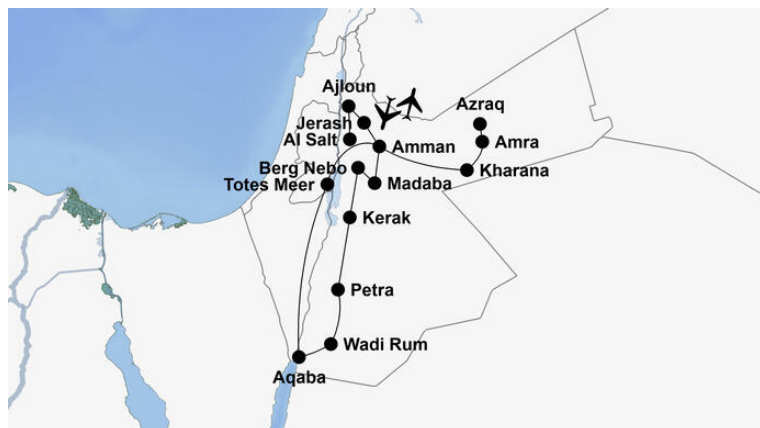 Ajloun
Azraq
Jerash
Al Salt
Amman
Amra
Berg Nebo
Kharana
Totes Meer
Madaba
Kerak
Petra
Wadi Rum
Aqaba